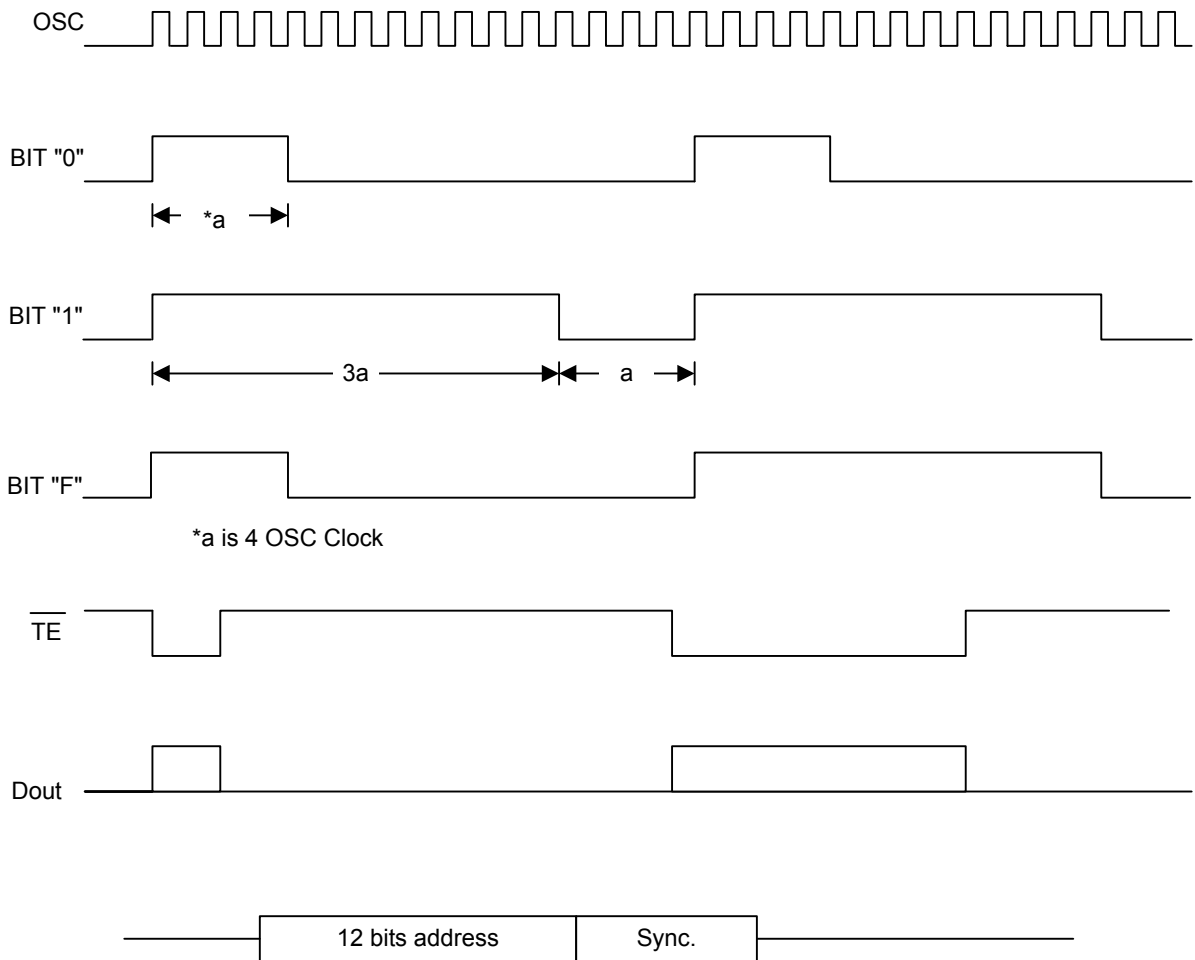 OSC
BIT "0"
*a
BIT "1"
3a
a
BIT "F"
*a is 4 OSC Clock
TE
Dout
12 bits address
Sync.